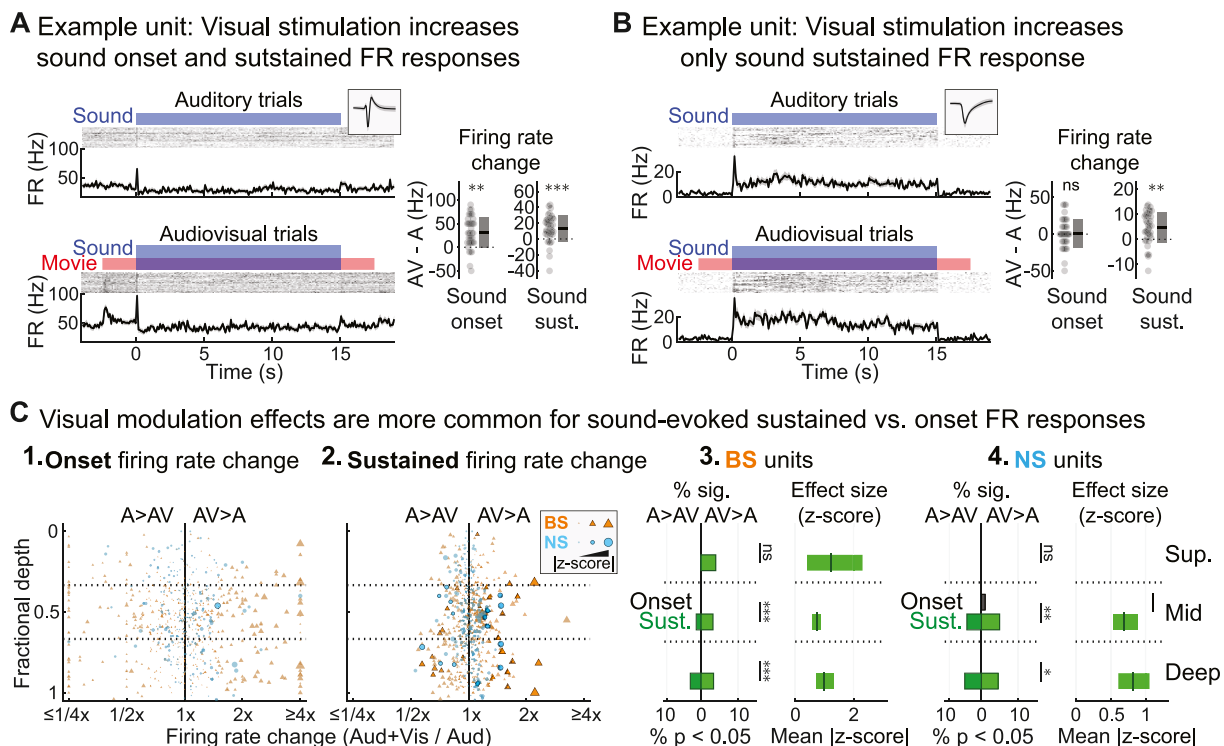 A Example unit: Visual stimulation increases
sound onset and sutstained FR responses
Auditory trials
Sound
FR (Hz)
100
50
Firing rate
change
AV - A (Hz)
**
***
100
50
0
-50
60
40
20
0
-20
-40
Sound
onset
Sound
sust.
Audiovisual trials
Sound
Movie
FR (Hz)
100
50
0 5 10 15
Time (s)
B Example unit: Visual stimulation increases
only sound sutstained FR response
Auditory trials
Sound
FR (Hz)
20
0
Firing rate
change
AV - A (Hz)
ns
**
50
0
-50
20
10
0
-10
Sound
onset
Sound
sust.
Audiovisual trials
Sound
Movie
FR (Hz)
20
0
0 5 10 15
Time (s)
C Visual modulation effects are more common for sound-evoked sustained vs. onset FR responses
1. Onset firing rate change
A>AV AV>A
Fractional depth
0
0.5
1
≤1/4x 1/2x 1x 2x ≥4x
2. Sustained firing rate change
A>AV AV>A
BS
NS
|z-score|
≤1/4x 1/2x 1x 2x ≥4x
Firing rate change (Aud+Vis / Aud)
3. BS units
% sig.
A>AV AV>A
Effect size
(z-score)
ns
Onset
Sust.
***
***
10 0 10
% p < 0.05
0 2
Mean |z-score|
4. NS units
% sig.
A>AV AV>A
Effect size
(z-score)
ns
Sup.
Onset
Sust.
**
Mid
*
Deep
10 0 10
% p < 0.05
0 0.5 1
Mean |z-score|